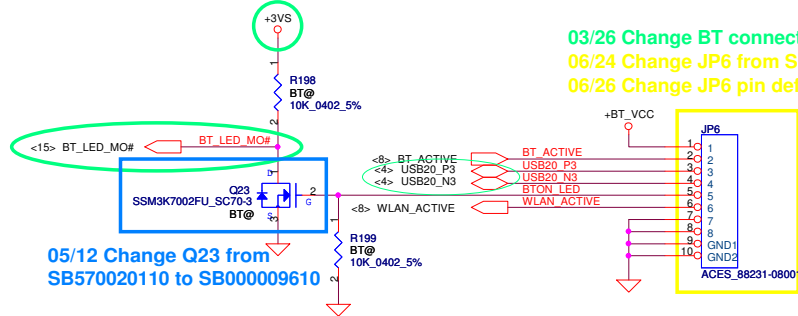 +3VS
03/26 Change BT connect
06/24 Change JP6 from S
06/26 Change JP6 pin def
1
R198
BT@
10K_0402_5%
2
+BT_VCC
JP6
<15> BT_LED_MO#
BT_LED_MO#
<8> BT_ACTIVE
BT_ACTIVE
<4> USB20_P3
USB20_P3
<4> USB20_N3
USB20_N3
BTON_LED
<8> WLAN_ACTIVE
WLAN_ACTIVE
1 1
2 2
3 3
4 4
5 5
6 6
7 7
8 8
9 GND1
10 GND2
ACES_88231-08001
1
D
Q23
SSM3K7002FU_SC70-3
BT@
2
G
S
3
1
R199
BT@
10K_0402_5%
2
05/12 Change Q23 from
SB570020110 to SB000009610